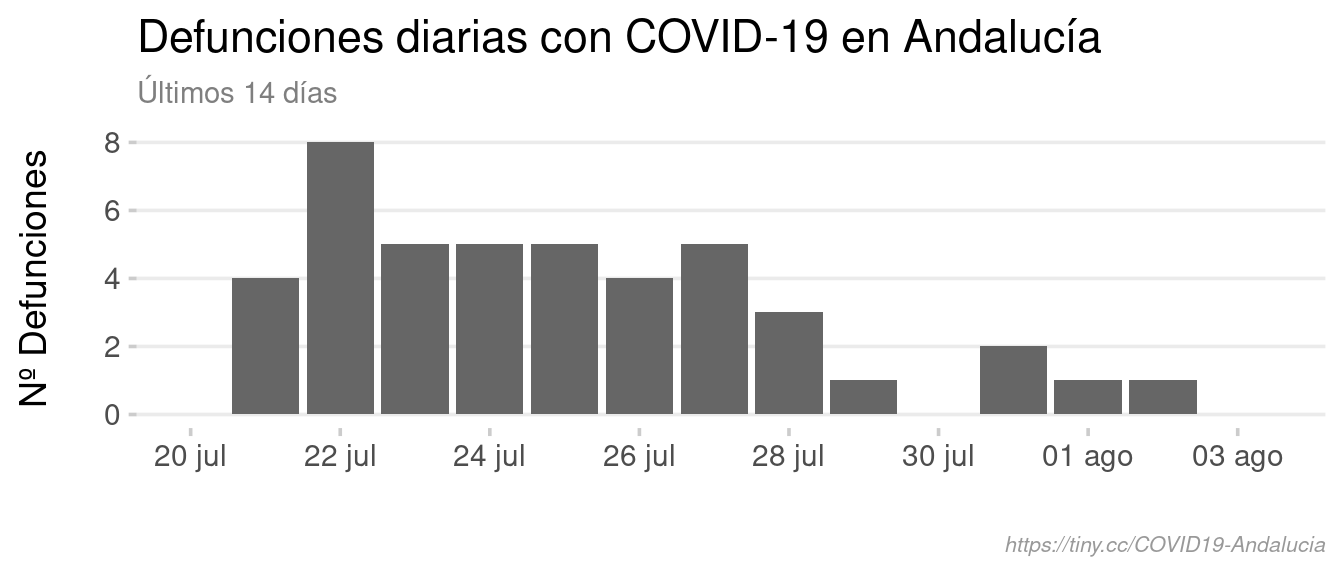 Defunciones diarias con COVID-19 en Andalucía
Últimos 14 días
Nº Defunciones
8
6
4
2
0
20 jul 22 jul 24 jul 26 jul 28 jul 30 jul 01 ago 03 ago
https://tiny.cc/COVID19-Andalucia